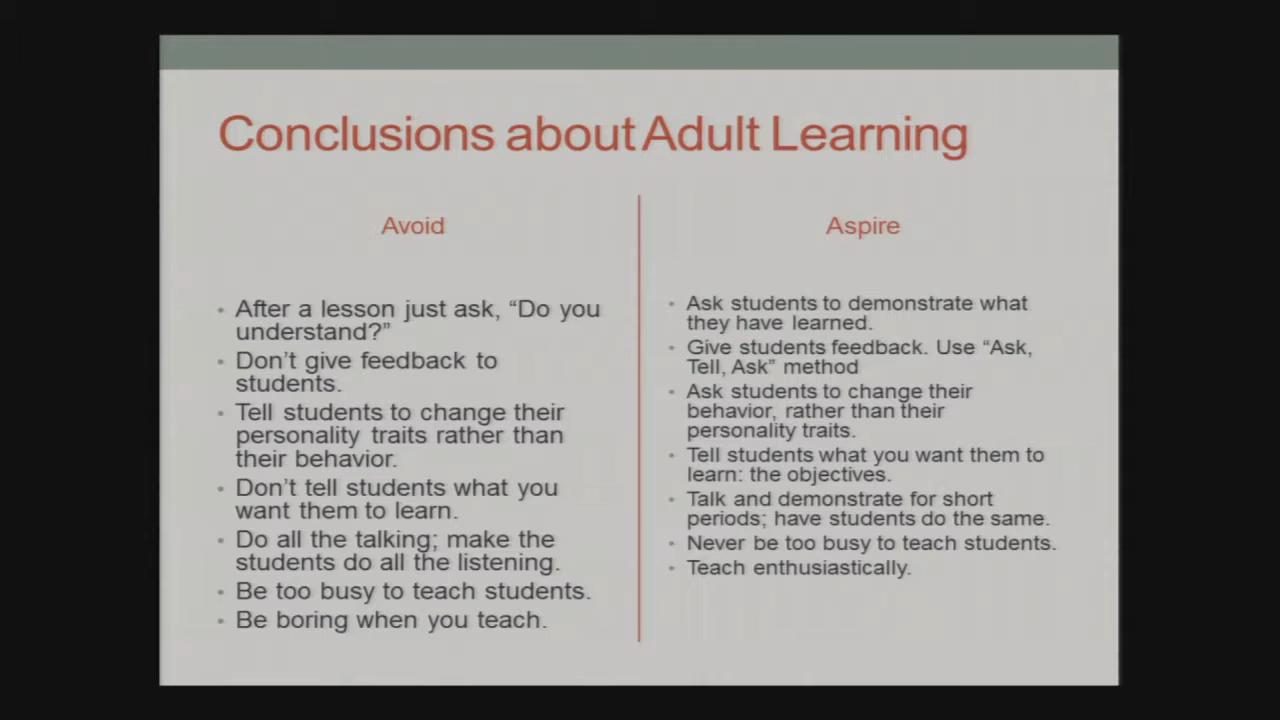 Conclusions about Adult Learning
Avoid
After a lesson just ask, “Do you
understand?”
Don’t give feedback to
students.
Tell students to change their
personality traits rather than
their behavior.
Don’t tell students what you
want them to learn.
Do all the talking; make the
students do all the listening.
Be too busy to teach students.
Be boring when you teach.
Aspire
Ask students to demonstrate what
they have learned.
Give students feedback. Use “Ask,
Tell, Ask” method
Ask students to change their
behavior, rather than their
personality traits.
Tell students what you want them to
learn: the objectives.
Talk and demonstrate for short
periods; have students do the same.
Never be too busy to teach students.
Teach enthusiastically.